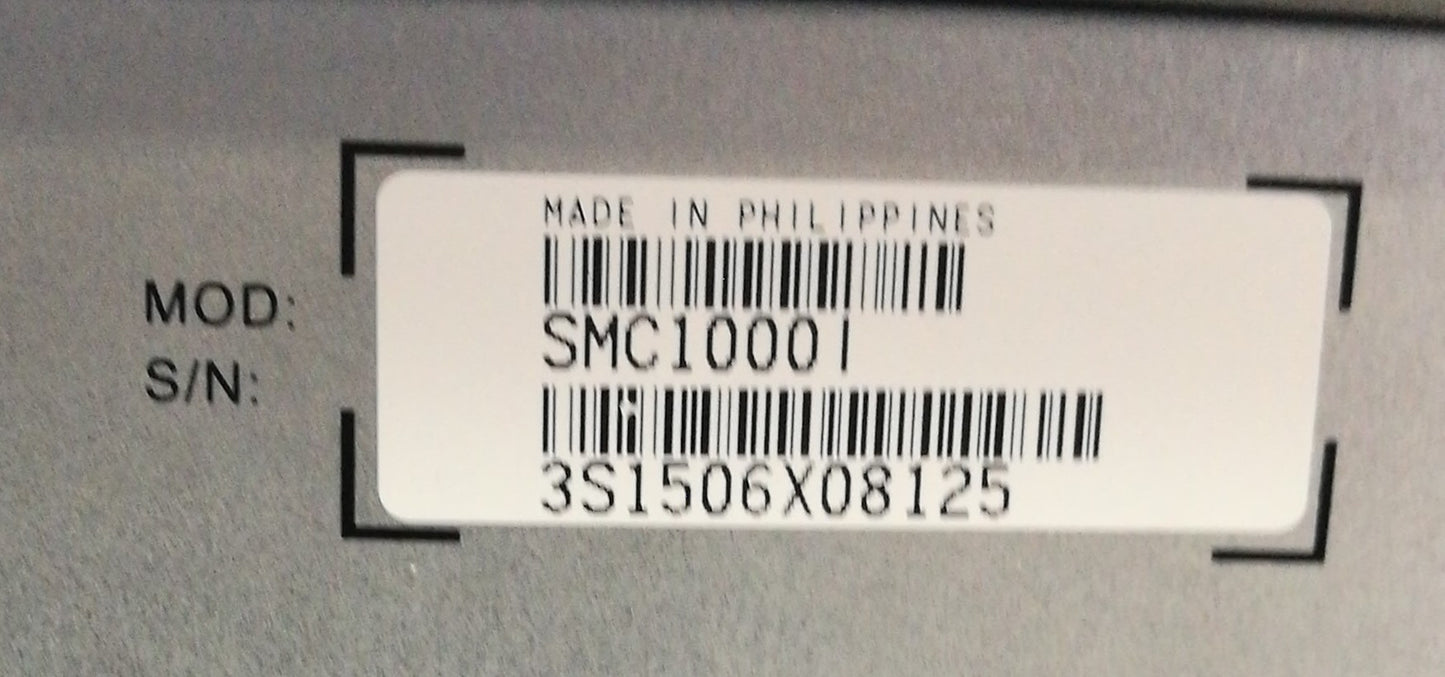 MADE IN PHILIPPINES
MOD: SMC1000I
S/N: 3S1506X08125